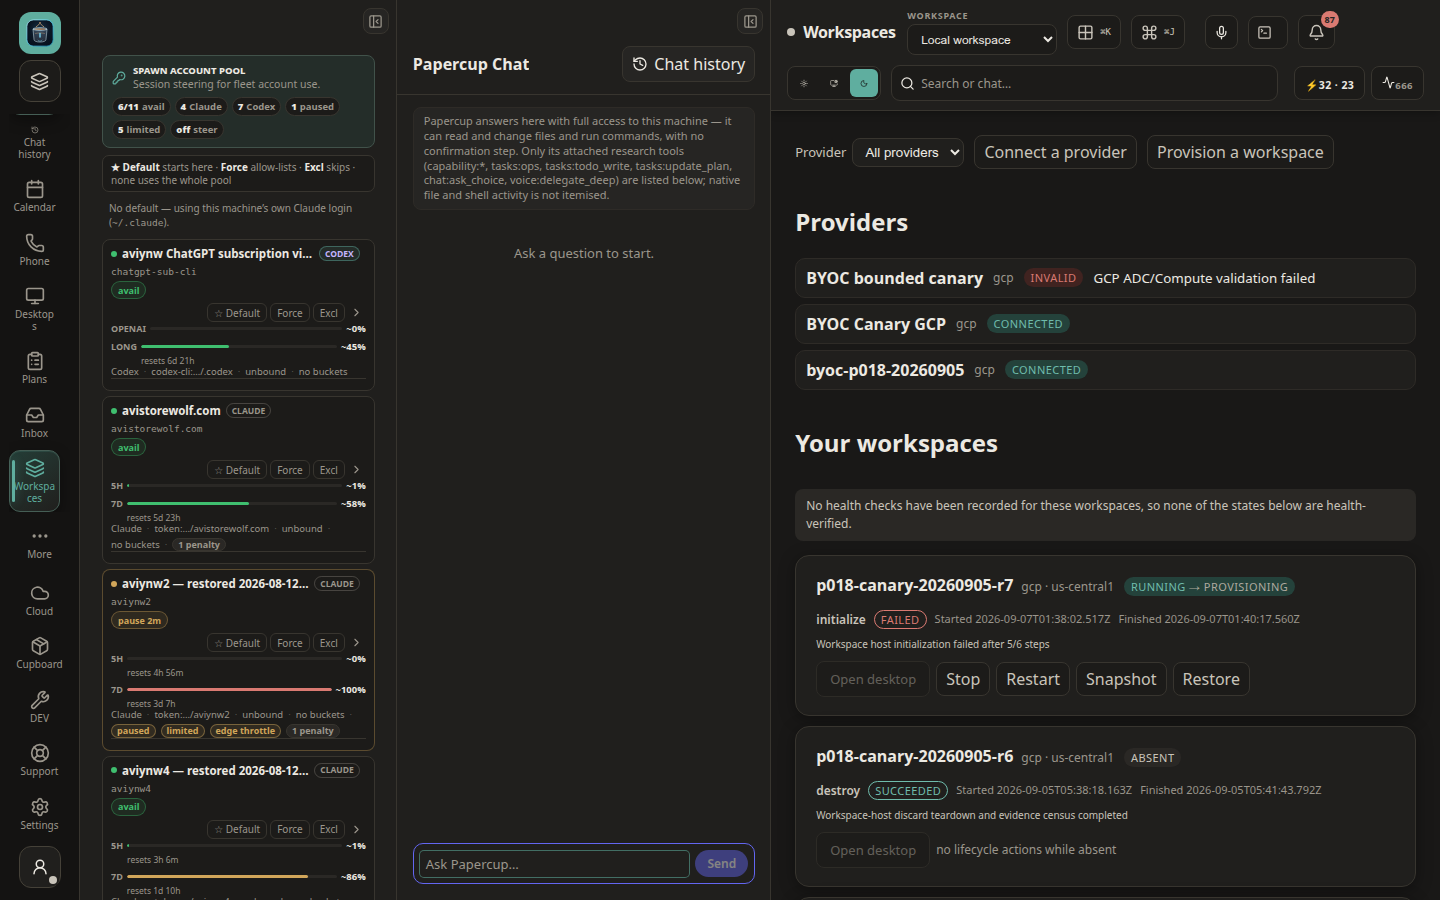 Chat
history
Calendar
Phone
Desktop
s
Plans
Inbox
Workspa
ces
More
Cloud
Cupboard
DEV
Support
Settings
SPAWN ACCOUNT POOL
Session steering for fleet account use.
6/11 avail
4 Claude
7 Codex
1 paused
5 limited
off steer
★ Default starts here · Force allow-lists · Excl skips ·
none uses the whole pool
No default — using this machine's own Claude login
(~/.claude).
aviynw ChatGPT subscription vi... CODEX
chatgpt-sub-cli
avail
☆ Default Force Excl
OPENAI ~0%
LONG ~45%
resets 6d 21h
Codex · codex-cli:.../.codex · unbound · no buckets
avistorewolf.com CLAUDE
avistorewolf.com
avail
☆ Default Force Excl
5H ~1%
7D ~58%
resets 5d 23h
Claude · token:.../avistorewolf.com · unbound ·
no buckets · 1 penalty
aviynw2 — restored 2026-08-12... CLAUDE
aviynw2
pause 2m
☆ Default Force Excl
5H ~0%
resets 4h 56m
7D ~100%
resets 3d 7h
Claude · token:.../aviynw2 · unbound · no buckets ·
paused limited edge throttle 1 penalty
aviynw4 — restored 2026-08-12... CLAUDE
aviynw4
avail
☆ Default Force Excl
5H ~1%
resets 3h 6m
7D ~86%
resets 1d 10h
Papercup Chat
Chat history
Papercup answers here with full access to this machine — it
can read and change files and run commands, with no
confirmation step. Only its attached research tools
(capability:*, tasks:ops, tasks:todo_write, tasks:update_plan,
chat:ask_choice, voice:delegate_deep) are listed below; native
file and shell activity is not itemised.
Ask a question to start.
Ask Papercup...
Send
Workspaces
WORKSPACE
Local workspace
⌘K
⌘J
87
Search or chat...
⚡32 · 23
666
Provider All providers Connect a provider Provision a workspace
Providers
BYOC bounded canary gcp INVALID GCP ADC/Compute validation failed
BYOC Canary GCP gcp CONNECTED
byoc-p018-20260905 gcp CONNECTED
Your workspaces
No health checks have been recorded for these workspaces, so none of the states below are health-
verified.
p018-canary-20260905-r7 gcp · us-central1 RUNNING → PROVISIONING
initialize FAILED Started 2026-09-07T01:38:02.517Z Finished 2026-09-07T01:40:17.560Z
Workspace host initialization failed after 5/6 steps
Open desktop Stop Restart Snapshot Restore
p018-canary-20260905-r6 gcp · us-central1 ABSENT
destroy SUCCEEDED Started 2026-09-05T05:38:18.163Z Finished 2026-09-05T05:41:43.792Z
Workspace-host discard teardown and evidence census completed
Open desktop no lifecycle actions while absent